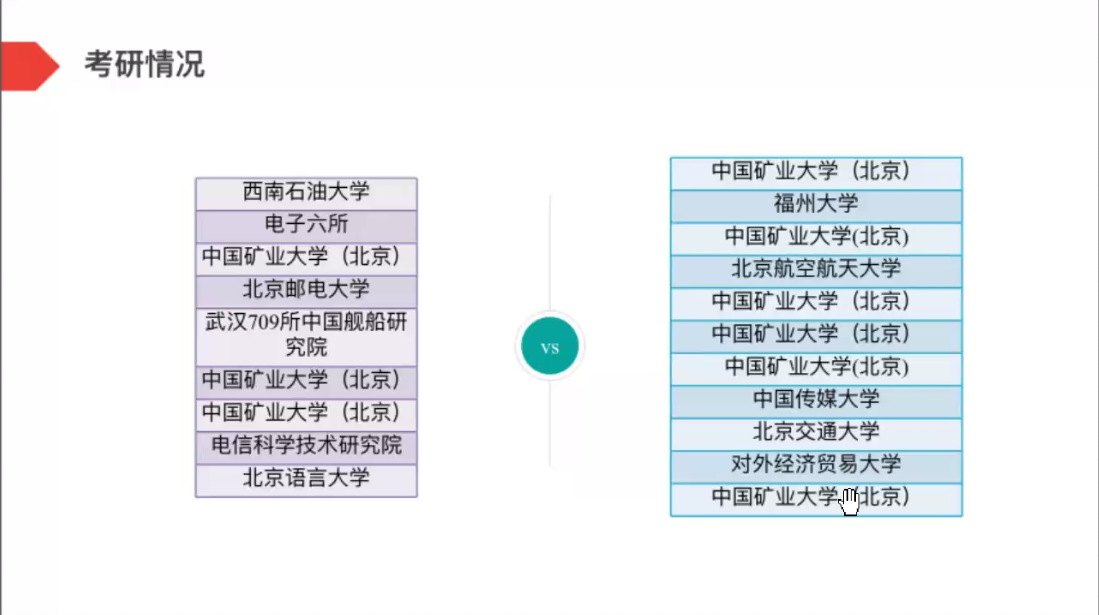 考研情况
西南石油大学
电子六所
中国矿业大学（北京）
北京邮电大学
武汉709所中国舰船研
究院
中国矿业大学（北京）
中国矿业大学（北京）
电信科学技术研究院
北京语言大学
vs
中国矿业大学（北京）
福州大学
中国矿业大学(北京)
北京航空航天大学
中国矿业大学（北京）
中国矿业大学（北京）
中国矿业大学(北京)
中国传媒大学
北京交通大学
对外经济贸易大学
中国矿业大学（北京）